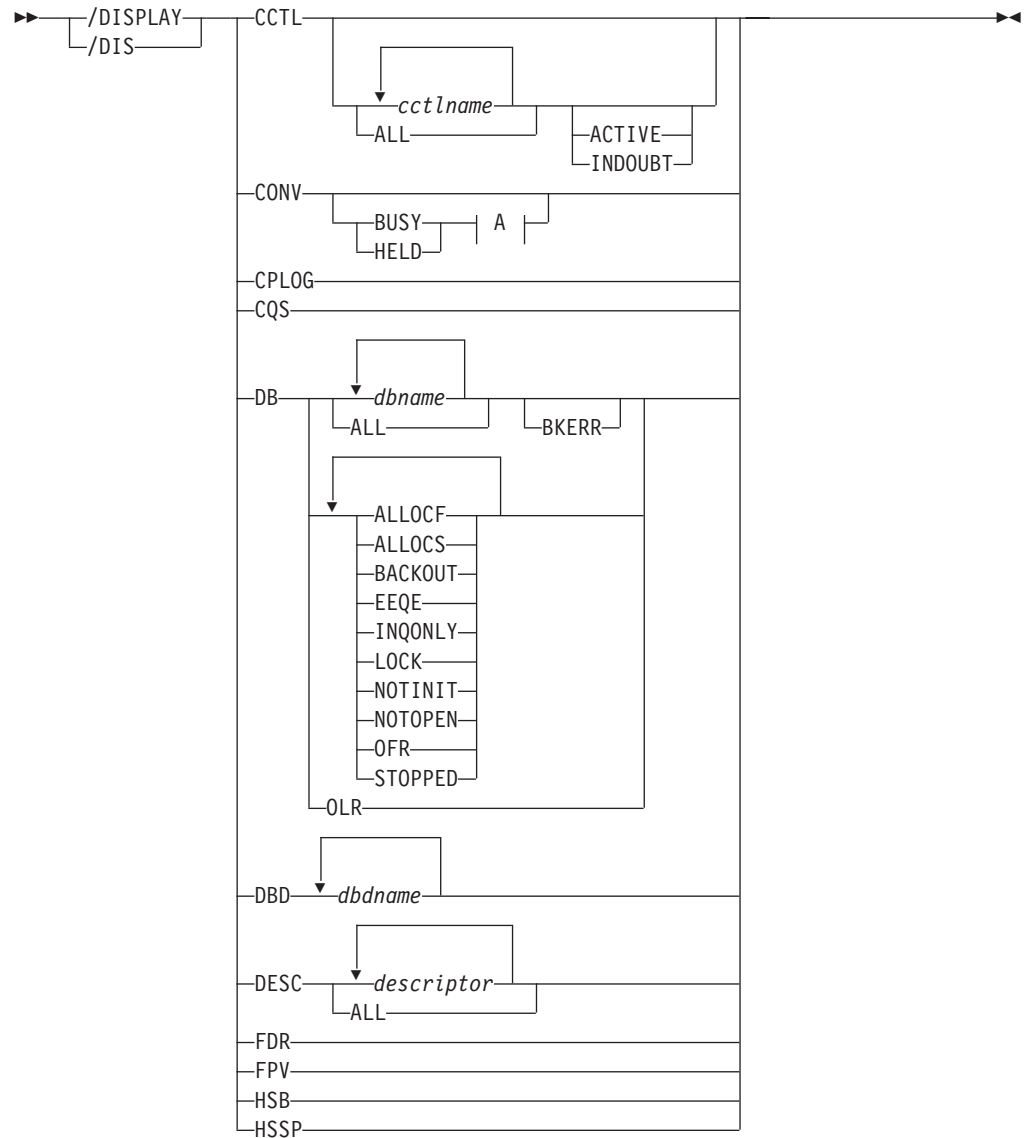 /DISPLAY CCTL
/DIS
cctlname
ALL ACTIVE
INDOUBT
CONV
BUSY A
HELD
CPLOG
CQS
DB dbname
ALL BKERR
ALLOCF
ALLOCS
BACKOUT
EEQE
INQONLY
LOCK
NOTINIT
NOTOPEN
OFR
STOPPED
OLR
DBD dbdname
DESC descriptor
ALL
FDR
FPV
HSB
HSSP